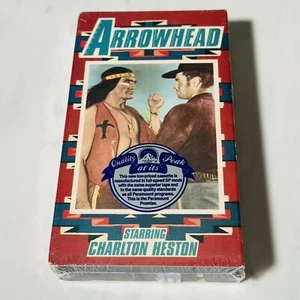 ARROWHEAD
Quality Peak
at its
This new low-priced cassette is
manufactured in full-speed SP mode
with the same superior tape and
to the same quality standards
as all Paramount programs.
This is the Paramount
Promise.
STARRING
CHARLTON HESTON